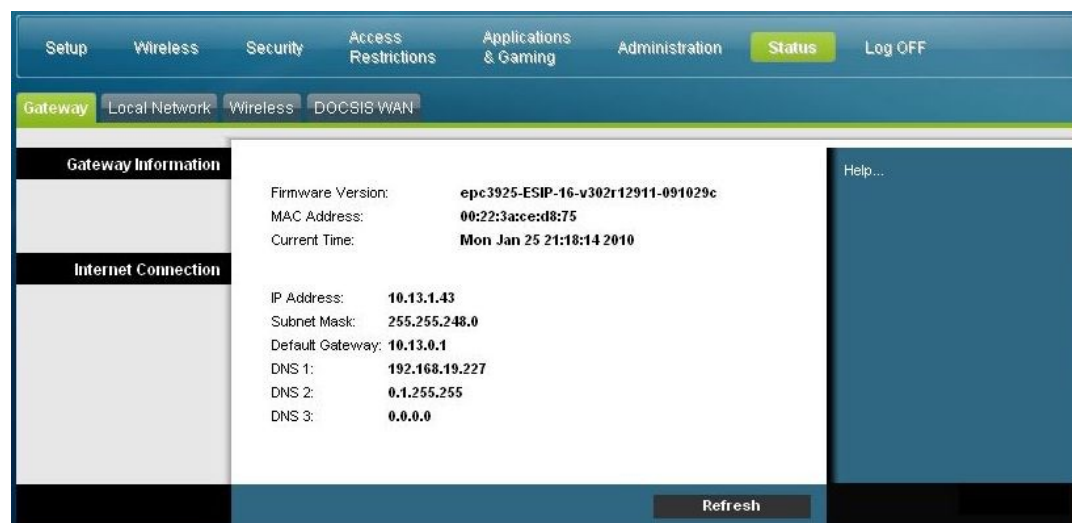 Setup Wireless Security Access Restrictions Applications & Gaming Administration Status Log OFF
Gateway Local Network Wireless DOCSIS WAN
Gateway Information
Help...
Firmware Version: epc3925-ESIP-16-v302r12911-091029c
MAC Address: 00:22:3a:ce:d8:75
Current Time: Mon Jan 25 21:18:14 2010
Internet Connection
IP Address: 10.13.1.43
Subnet Mask: 255.255.248.0
Default Gateway: 10.13.0.1
DNS 1: 192.168.19.227
DNS 2: 0.1.255.255
DNS 3: 0.0.0.0
Refresh